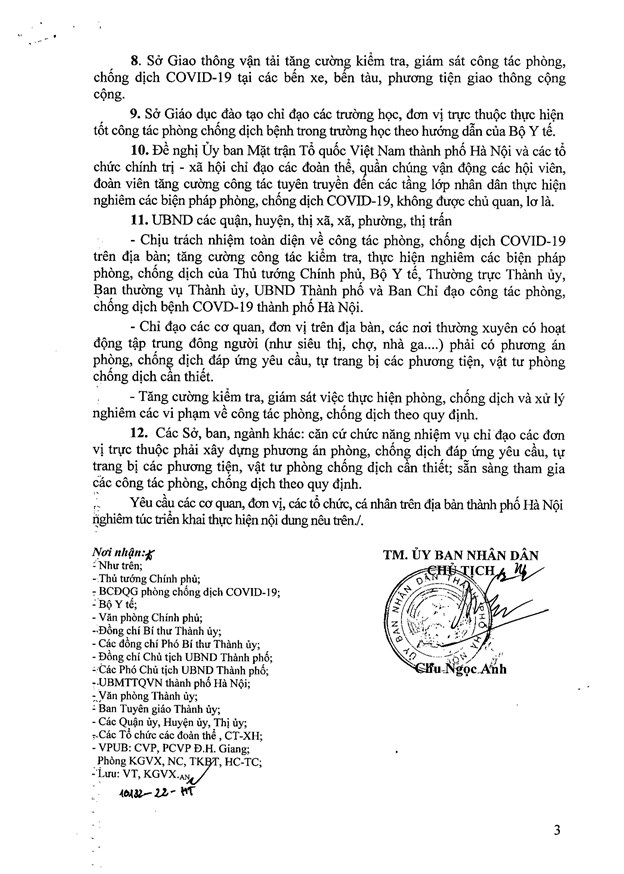 8. Sở Giao thông vận tải tăng cường kiểm tra, giám sát công tác phòng,
chống dịch COVID-19 tại các bến xe, bến tàu, phương tiện giao thông cộng
cộng.
9. Sở Giáo dục đào tạo chỉ đạo các trường học, đơn vị trực thuộc thực hiện
tốt công tác phòng chống dịch bệnh trong trường học theo hướng dẫn của Bộ Y tế.
10. Đề nghị Ủy ban Mặt trận Tổ quốc Việt Nam thành phố Hà Nội và các tổ
chức chính trị - xã hội chỉ đạo các đoàn thể, quần chúng vận động các hội viên,
đoàn viên tăng cường công tác tuyên truyền đến các tầng lớp nhân dân thực hiện
nghiêm các biện pháp phòng, chống dịch COVID-19, không được chủ quan, lơ là.
11. UBND các quận, huyện, thị xã, xã, phường, thị trấn
- Chịu trách nhiệm toàn diện về công tác phòng, chống dịch COVID-19
trên địa bàn; tăng cường công tác kiểm tra, thực hiện nghiêm các biện pháp
phòng, chống dịch của Thủ tướng Chính phủ, Bộ Y tế, Thường trực Thành ủy,
Ban thường vụ Thành ủy, UBND Thành phố và Ban Chỉ đạo công tác phòng,
chống dịch bệnh COVD-19 thành phố Hà Nội.
- Chỉ đạo các cơ quan, đơn vị trên địa bàn, các nơi thường xuyên có hoạt
động tập trung đông người (như siêu thị, chợ, nhà ga....) phải có phương án
phòng, chống dịch đáp ứng yêu cầu, tự trang bị các phương tiện, vật tư phòng
chống dịch cần thiết.
- Tăng cường kiểm tra, giám sát việc thực hiện phòng, chống dịch và xử lý
nghiêm các vi phạm về công tác phòng, chống dịch theo quy định.
12. Các Sở, ban, ngành khác: căn cứ chức năng nhiệm vụ chỉ đạo các đơn
vị trực thuộc phải xây dựng phương án phòng, chống dịch đáp ứng yêu cầu, tự
trang bị các phương tiện, vật tư phòng chống dịch cần thiết; sẵn sàng tham gia
các công tác phòng, chống dịch theo quy định.
Yêu cầu các cơ quan, đơn vị, các tổ chức, cá nhân trên địa bàn thành phố Hà Nội
nghiêm túc triển khai thực hiện nội dung nêu trên./.
Nơi nhận:
- Như trên;
- Thủ tướng Chính phủ;
- BCĐQG phòng chống dịch COVID-19;
- Bộ Y tế;
- Văn phòng Chính phủ;
- Đồng chí Bí thư Thành ủy;
- Các đồng chí Phó Bí thư Thành ủy;
- Đồng chí Chủ tịch UBND Thành phố;
- Các Phó Chủ tịch UBND Thành phố;
- UBMTTQVN thành phố Hà Nội;
- Văn phòng Thành ủy;
- Ban Tuyên giáo Thành ủy;
- Các Quận ủy, Huyện ủy, Thị ủy;
- Các Tổ chức các đoàn thể , CT-XH;
- VPUB: CVP, PCVP Đ.H. Giang;
Phòng KGVX, NC, TKBT, HC-TC;
- Lưu: VT, KGVX.AN
10132-22-HT
TM. ỦY BAN NHÂN DÂN
CHỦ TỊCH
ỦY BAN NHÂN DÂN THÀNH PHỐ HÀ NỘI
Chu Ngọc Anh
3